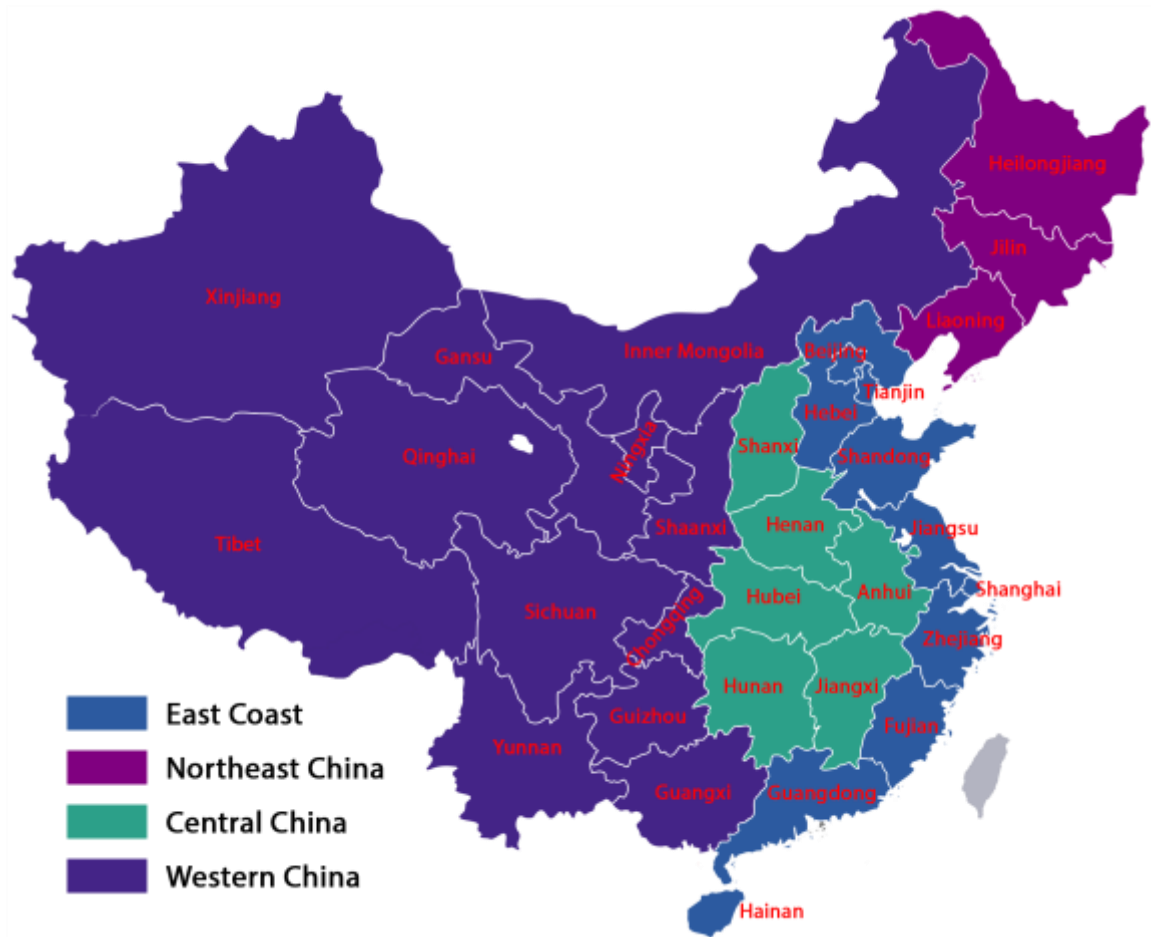 Heilongjiang
Jilin
Liaoning
Xinjiang
Gansu
Inner Mongolia
Beijing
Tianjin
Hebei
Shanxi
Shandong
Qinghai
Ningxia
Shaanxi
Henan
Jiangsu
Tibet
Shanghai
Anhui
Hubei
Sichuan
Chongqing
Zhejiang
Hunan
Jiangxi
Guizhou
Fujian
Yunnan
Guangxi
Guangdong
Hainan
East Coast
Northeast China
Central China
Western China